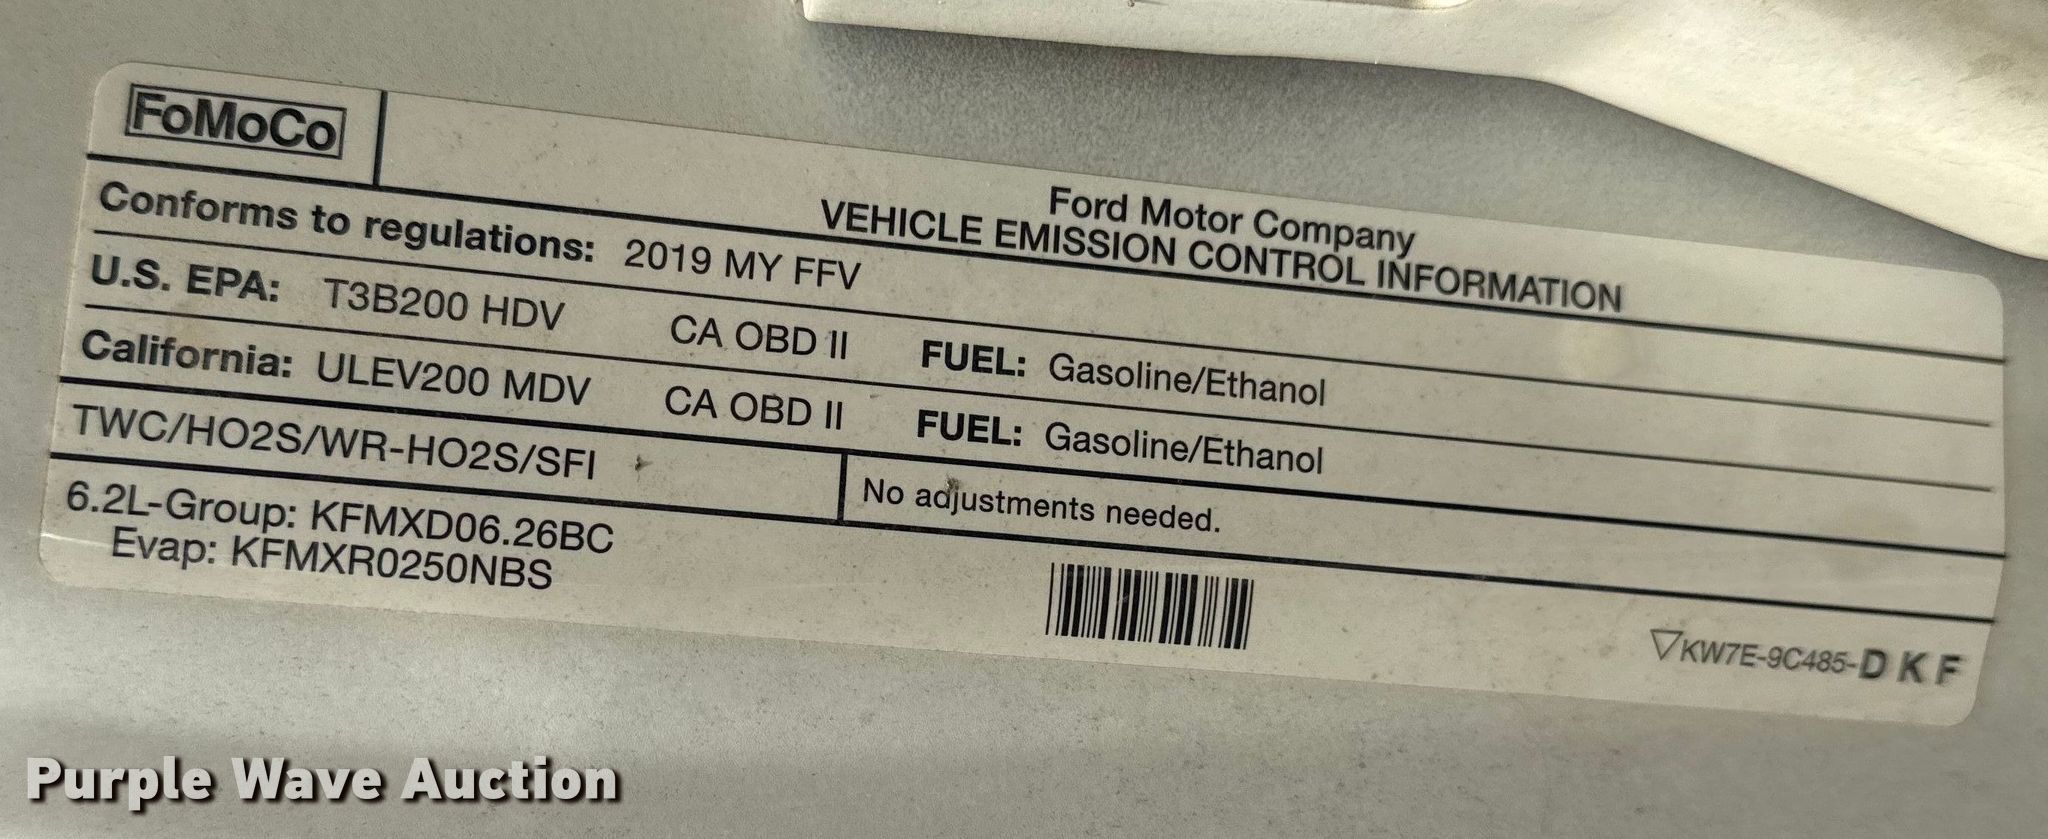 FoMoCo
Ford Motor Company
VEHICLE EMISSION CONTROL INFORMATION
Conforms to regulations: 2019 MY FFV
U.S. EPA: T3B200 HDV CA OBD II FUEL: Gasoline/Ethanol
California: ULEV200 MDV CA OBD II FUEL: Gasoline/Ethanol
TWC/HO2S/WR-HO2S/SFI
No adjustments needed.
6.2L-Group: KFMXD06.26BC
Evap: KFMXR0250NBS
KW7E-9C485-D K F
Purple Wave Auction